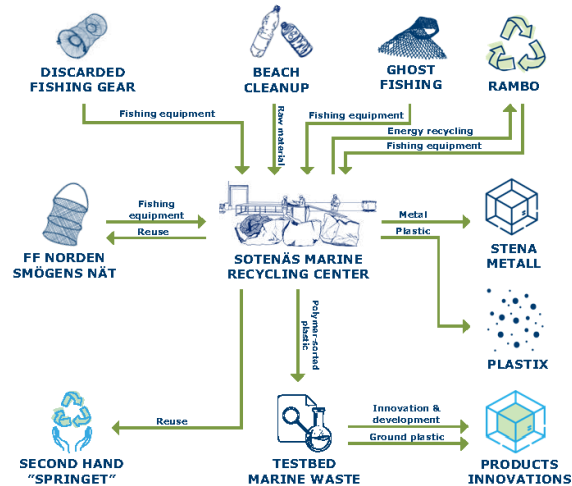 DISCARDED
FISHING GEAR
BEACH
CLEANUP
GHOST
FISHING
RAMBO
Fishing equipment
Raw material
Fishing equipment
Energy recycling
Fishing equipment
Fishing
equipment
Reuse
FF NORDEN
SMÖGENS NÄT
SOTENÄS MARINE
RECYCLING CENTER
Metal
Plastic
STENA
METALL
PLASTIX
Polymer-sorted
plastic
Reuse
SECOND HAND
"SPRINGET"
TESTBED
MARINE WASTE
Innovation &
development
Ground plastic
PRODUCTS
INNOVATIONS